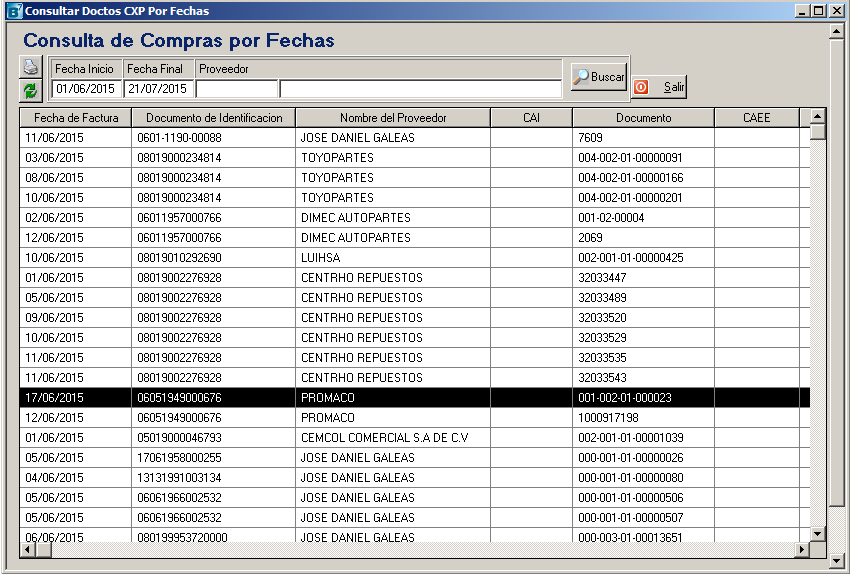 Consultar Doctos CXP Por Fechas
Consulta de Compras por Fechas
Fecha Inicio Fecha Final Proveedor
01/06/2015 21/07/2015
Buscar
Salir
Fecha de Factura Documento de Identificacion Nombre del Proveedor CAI Documento CAEE
11/06/2015 0601-1190-00088 JOSE DANIEL GALEAS 7609
03/06/2015 08019000234814 TOYOPARTES 004-002-01-00000091
08/06/2015 08019000234814 TOYOPARTES 004-002-01-00000166
10/06/2015 08019000234814 TOYOPARTES 004-002-01-00000201
02/06/2015 06011957000766 DIMEC AUTOPARTES 001-02-00004
12/06/2015 06011957000766 DIMEC AUTOPARTES 2069
10/06/2015 08019010292690 LUIHSA 002-001-01-00000425
01/06/2015 08019002276928 CENTRHO REPUESTOS 32033447
05/06/2015 08019002276928 CENTRHO REPUESTOS 32033489
09/06/2015 08019002276928 CENTRHO REPUESTOS 32033520
10/06/2015 08019002276928 CENTRHO REPUESTOS 32033529
11/06/2015 08019002276928 CENTRHO REPUESTOS 32033535
11/06/2015 08019002276928 CENTRHO REPUESTOS 32033543
17/06/2015 06051949000676 PROMACO 001-002-01-000023
12/06/2015 06051949000676 PROMACO 1000917198
01/06/2015 05019000046793 CEMCOL COMERCIAL S.A DE C.V 002-001-01-00001039
05/06/2015 17061958000255 JOSE DANIEL GALEAS 000-001-01-00000026
04/06/2015 13131991003134 JOSE DANIEL GALEAS 000-001-01-00000080
05/06/2015 06061966002532 JOSE DANIEL GALEAS 000-001-01-00000506
05/06/2015 06061966002532 JOSE DANIEL GALEAS 000-001-01-00000507
06/06/2015 080199953720000 JOSE DANIEL GALEAS 000-003-01-00013651